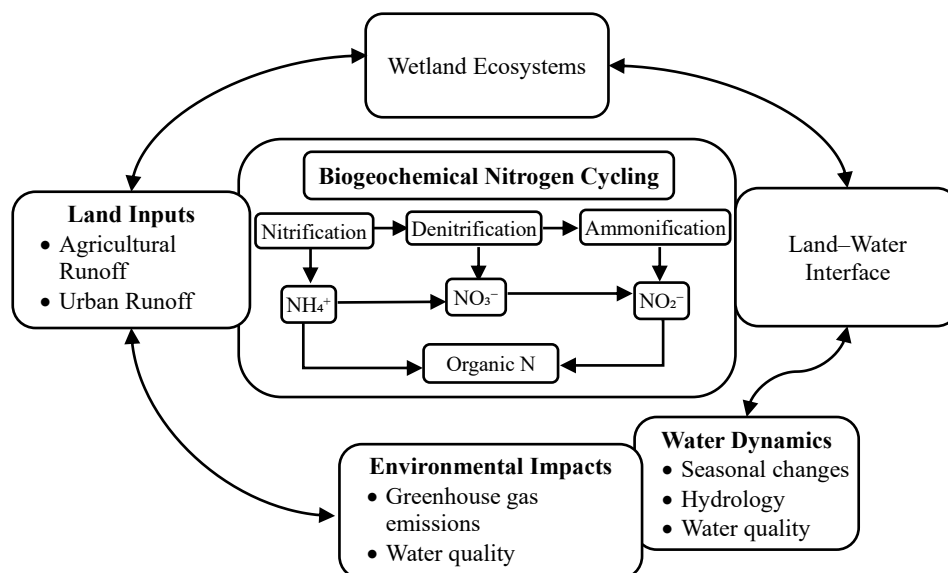 Wetland Ecosystems
Biogeochemical Nitrogen Cycling
Land Inputs
• Agricultural
Runoff
• Urban Runoff
Nitrification
Denitrification
Ammonification
NH₄⁺
NO₃⁻
NO₂⁻
Organic N
Land–Water
Interface
Environmental Impacts
• Greenhouse gas
emissions
• Water quality
Water Dynamics
• Seasonal changes
• Hydrology
• Water quality